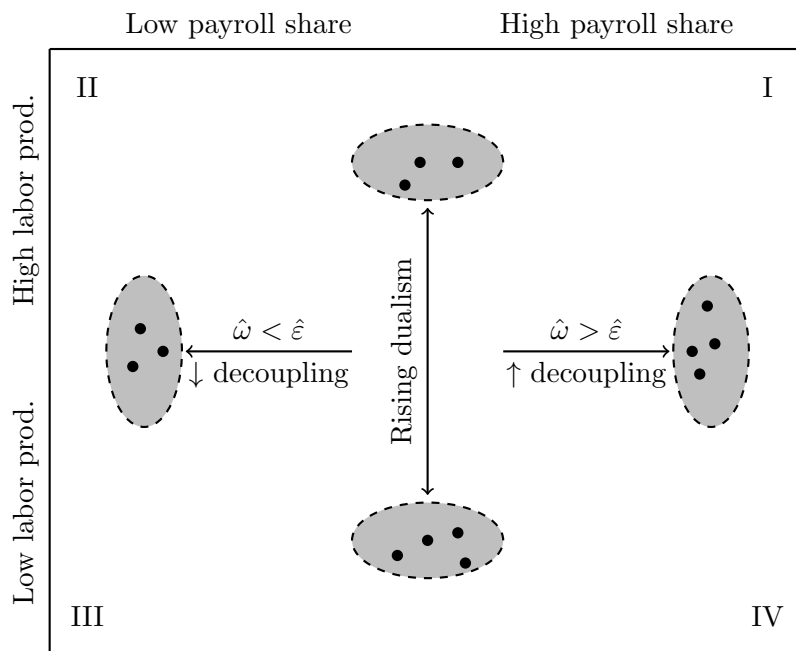 Low payroll share
High payroll share
II
I
High labor prod.
Rising dualism
ω̂ < ε̂
↓ decoupling
ω̂ > ε̂
↑ decoupling
Low labor prod.
III
IV